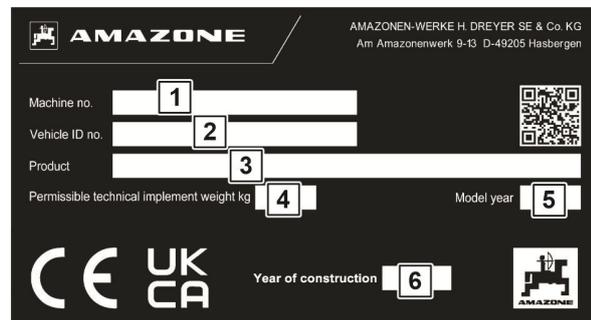 AMAZONE
AMAZONEN-WERKE H. DREYER SE & Co. KG
Am Amazonenwerk 9-13 D-49205 Hasbergen
Machine no. 1
Vehicle ID no. 2
Product 3
Permissible technical implement weight kg 4
Model year 5
CE
UK
CA
Year of construction 6
AMAZONE